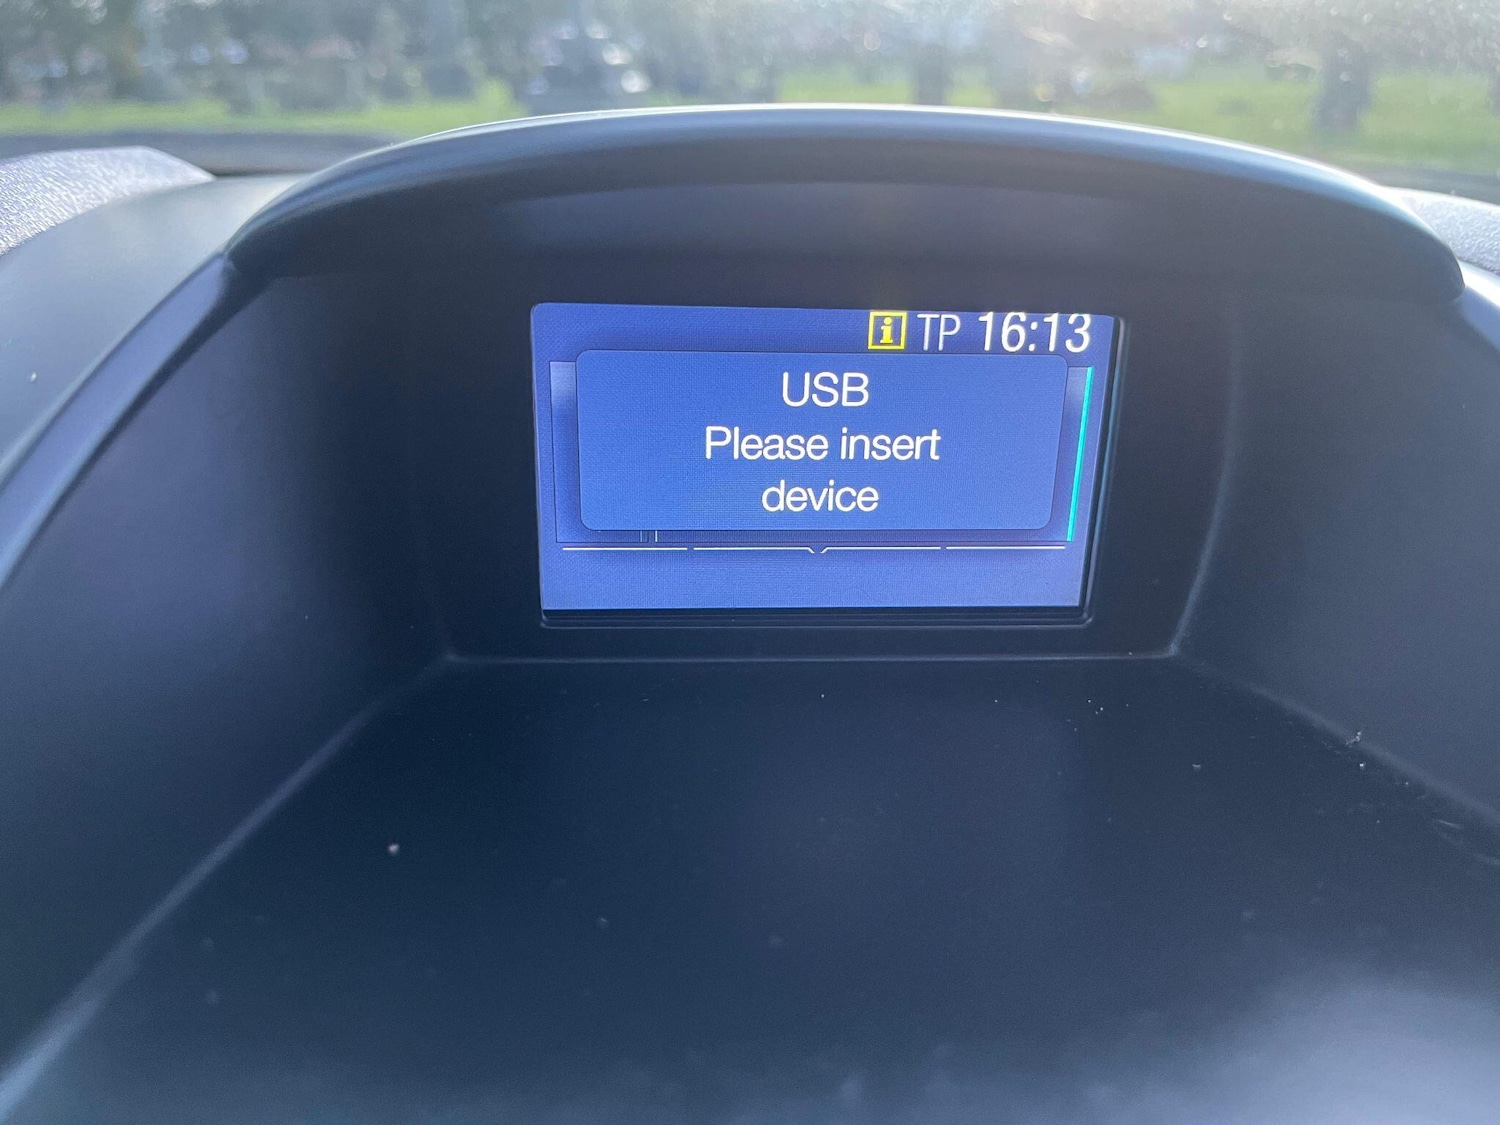 i TP 16:13
USB
Please insert
device